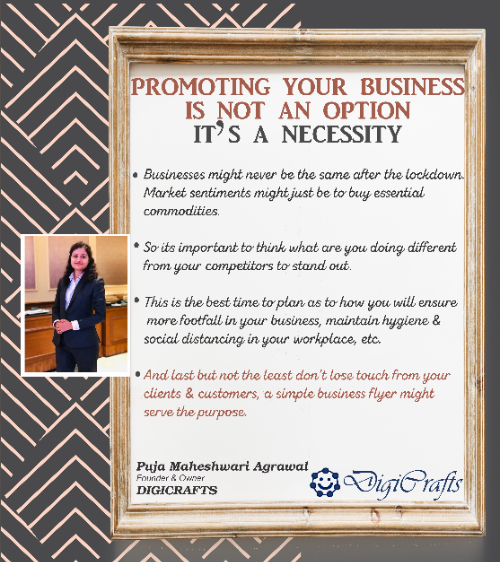 PROMOTING YOUR BUSINESS
IS NOT AN OPTION
IT'S A NECESSITY
• Businesses might never be the same after the lockdown.
Market sentiments might just be to buy essential
commodities.
• So its important to think what are you doing different
from your competitors to stand out.
• This is the best time to plan as to how you will ensure
more footfall in your business, maintain hygiene &
social distancing in your workplace, etc.
• And last but not the least don't lose touch from your
clients & customers, a simple business flyer might
serve the purpose.
Puja Maheshwari Agrawal
Founder & Owner
DIGICRAFTS
DigiCrafts